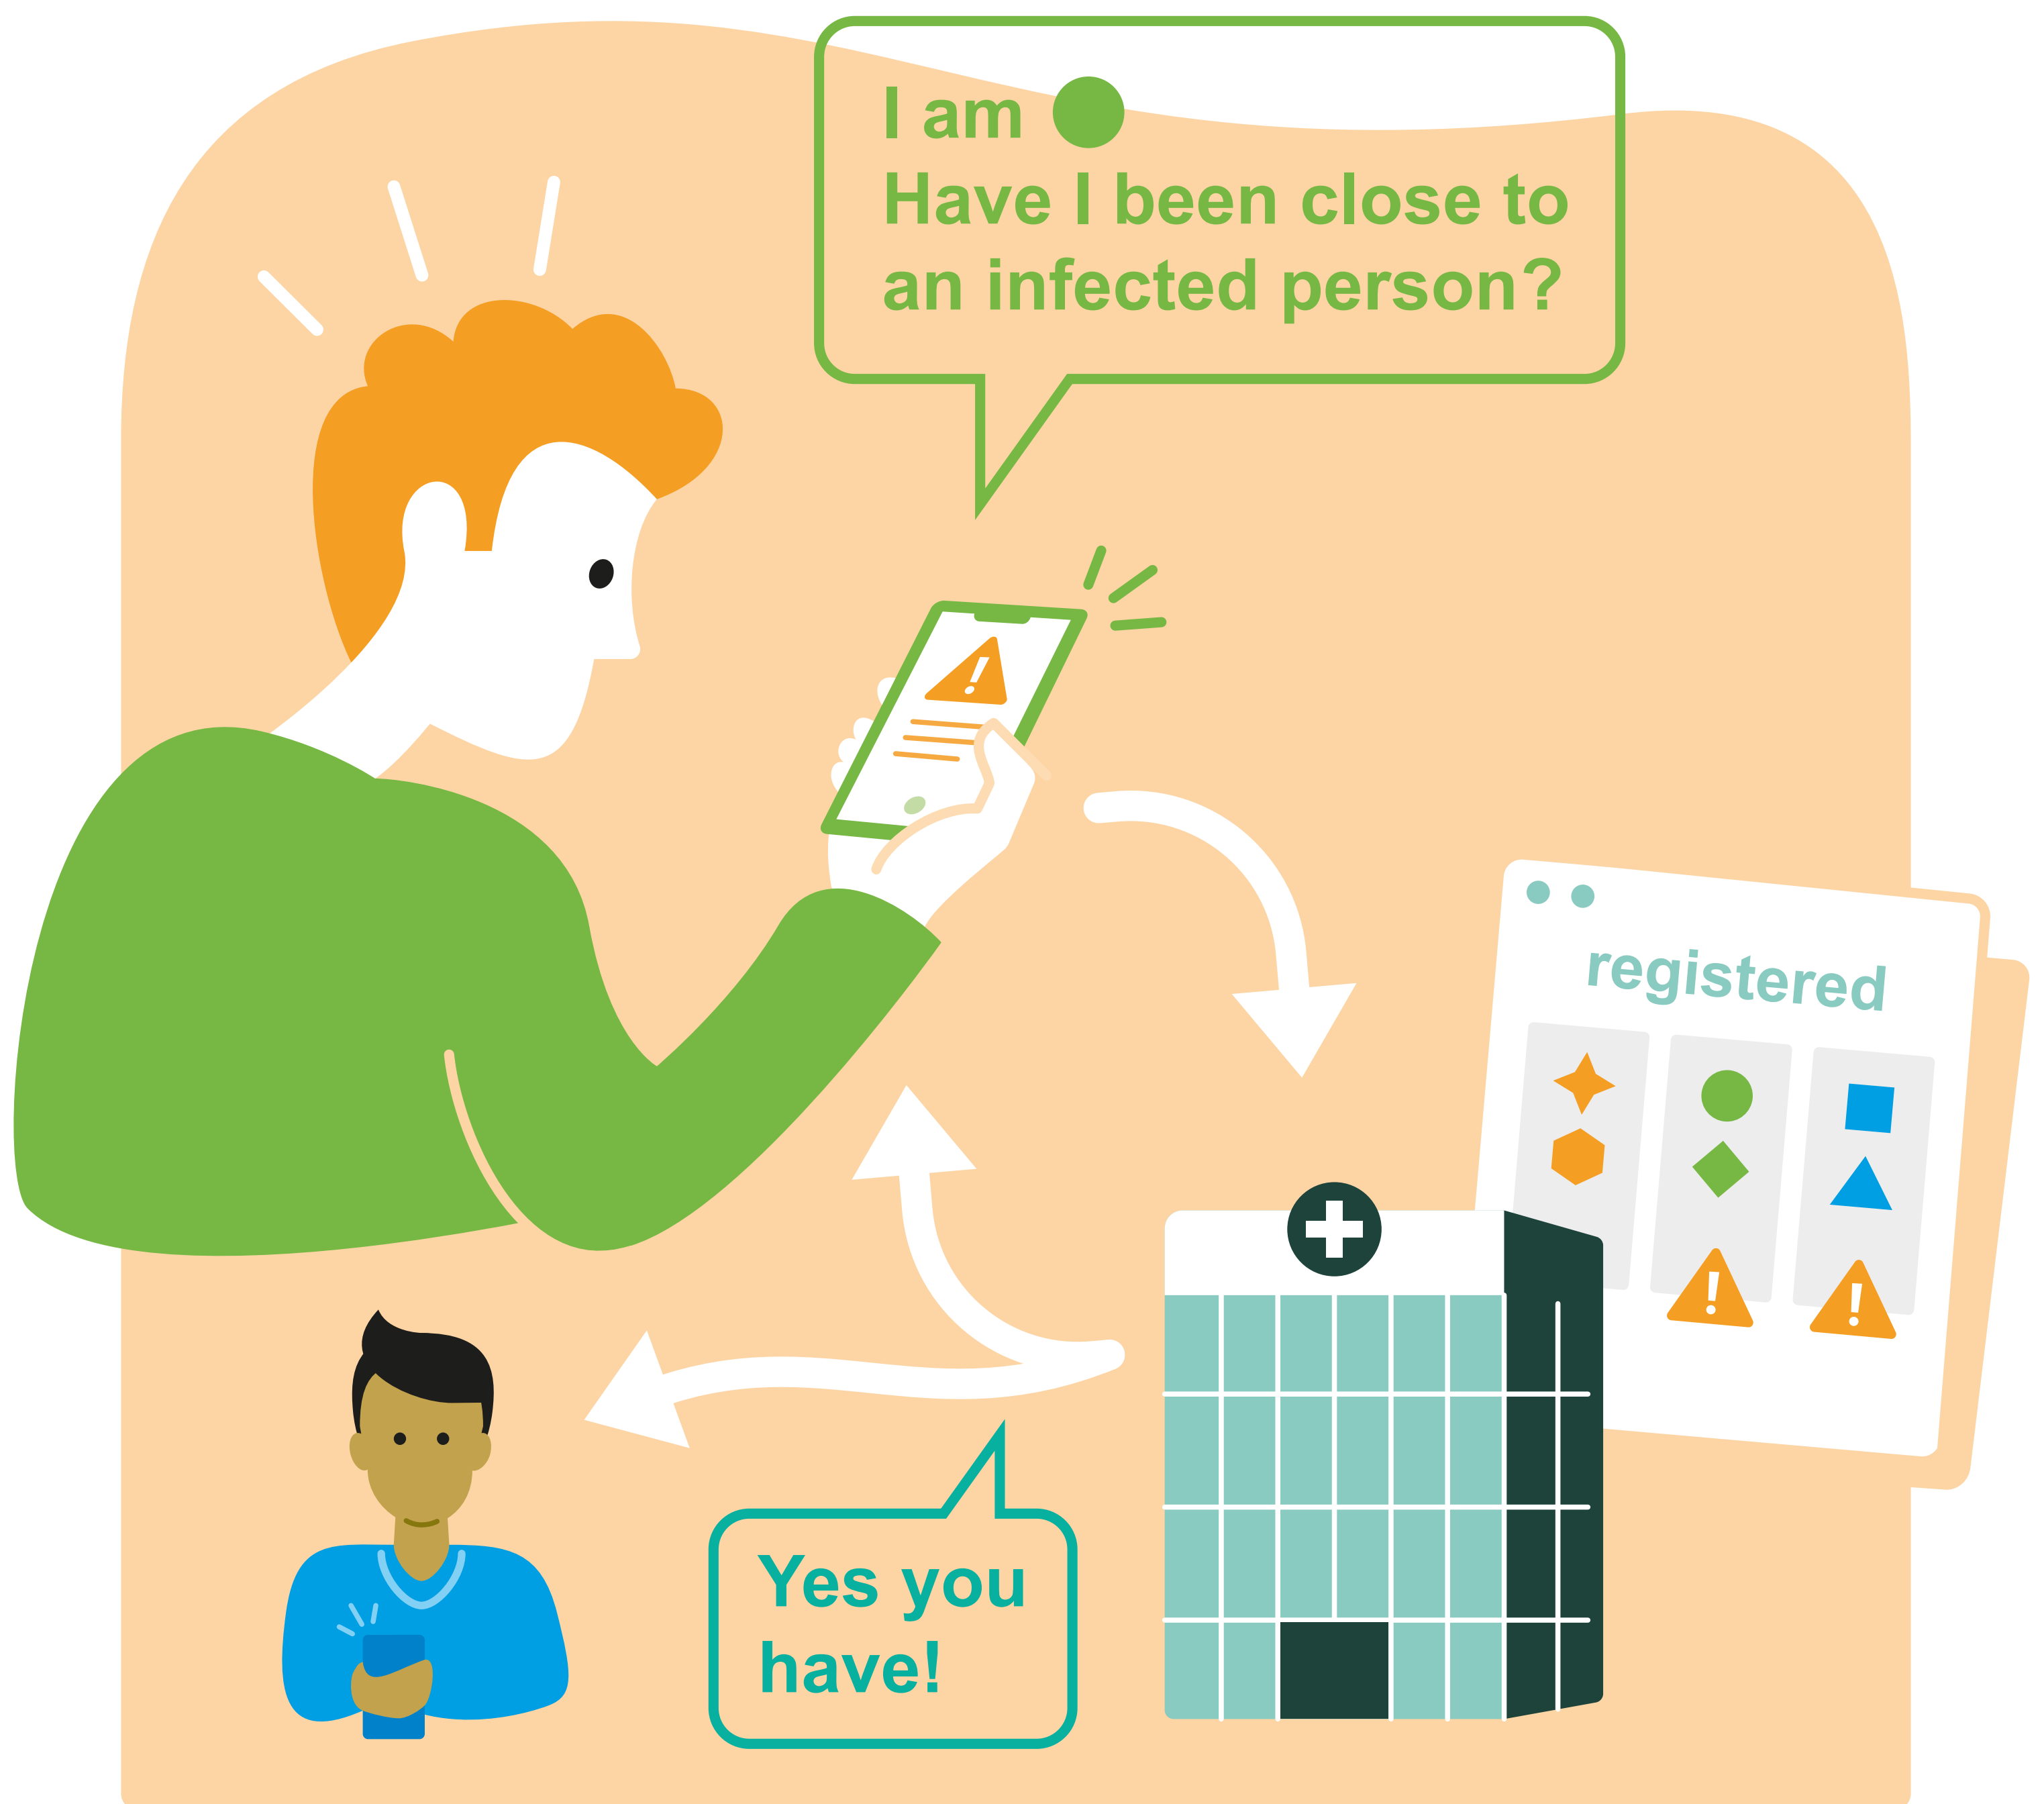 I am
Have I been close to
an infected person?
registered
Yes you
have!